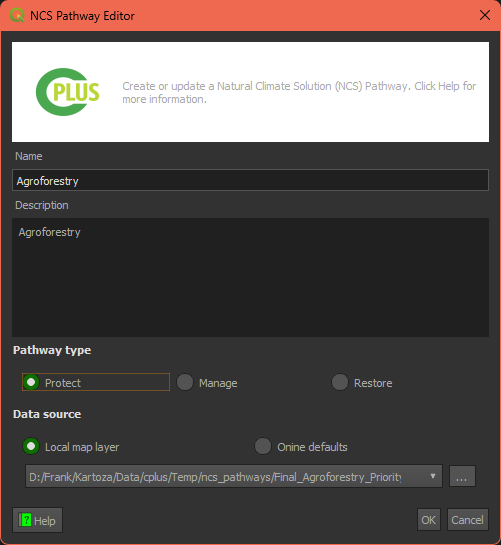 NCS Pathway Editor
CPLUS
Create or update a Natural Climate Solution (NCS) Pathway. Click Help for
more information.
Name
Agroforestry
Description
Agroforestry
Pathway type
Protect Manage Restore
Data source
Local map layer Onine defaults
D:/Frank/Kartoza/Data/cplus/Temp/ncs_pathways/Final_Agroforestry_Priority ...
? Help OK Cancel